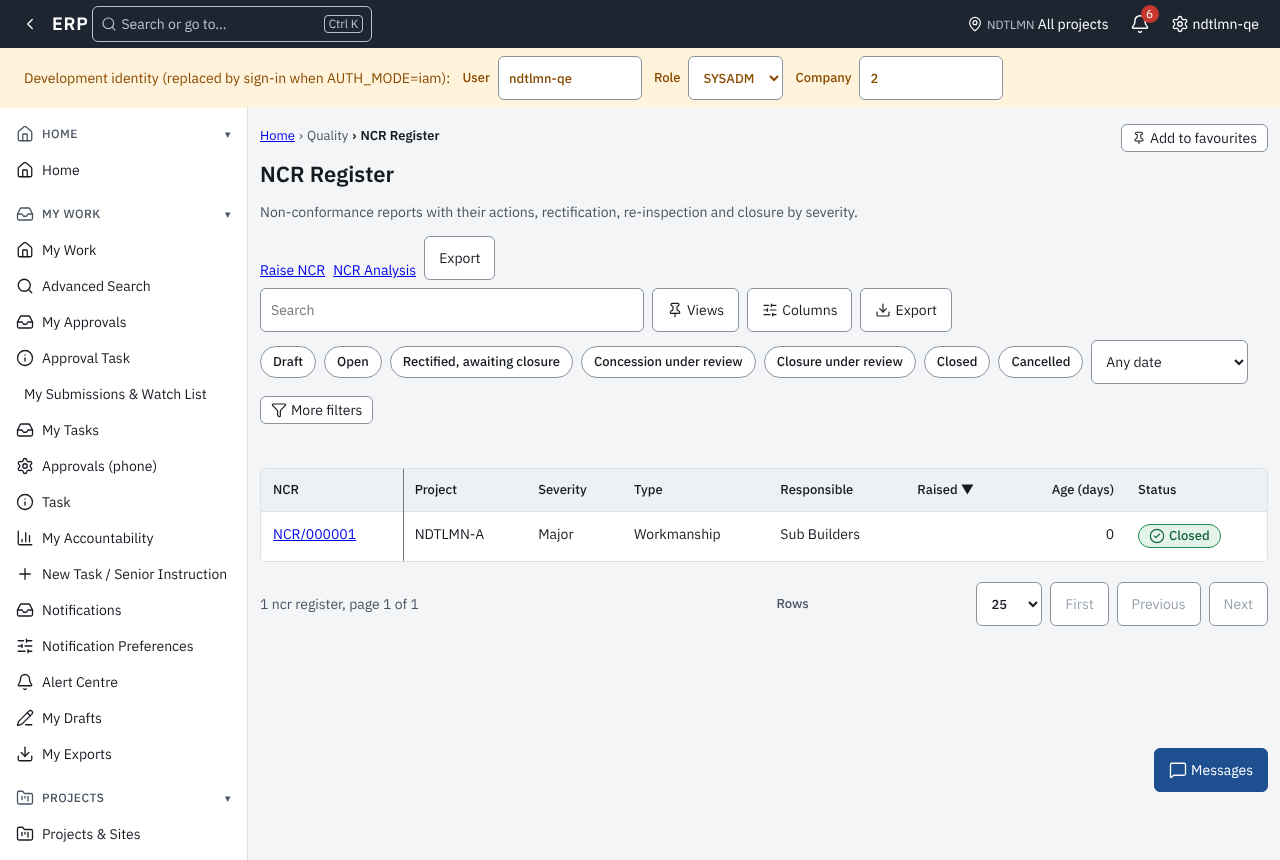 ERP Search or go to... Ctrl K NDTLMN All projects 6 ndtlmn-qe
Development identity (replaced by sign-in when AUTH_MODE=iam): User ndtlmn-qe Role SYSADM Company 2
HOME
Home
MY WORK
My Work
Advanced Search
My Approvals
Approval Task
My Submissions & Watch List
My Tasks
Approvals (phone)
Task
My Accountability
New Task / Senior Instruction
Notifications
Notification Preferences
Alert Centre
My Drafts
My Exports
PROJECTS
Projects & Sites
Home › Quality › NCR Register Add to favourites
NCR Register
Non-conformance reports with their actions, rectification, re-inspection and closure by severity.
Raise NCR NCR Analysis Export
Search Views Columns Export
Draft Open Rectified, awaiting closure Concession under review Closure under review Closed Cancelled Any date
More filters
NCR Project Severity Type Responsible Raised ▼ Age (days) Status
NCR/000001 NDTLMN-A Major Workmanship Sub Builders 0 Closed
1 ncr register, page 1 of 1 Rows 25 First Previous Next
Messages